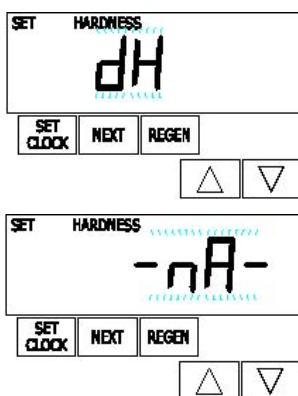 SET HARDNESS
dH
SET CLOCK NEXT REGEN
SET HARDNESS
-nA-
SET CLOCK NEXT REGEN